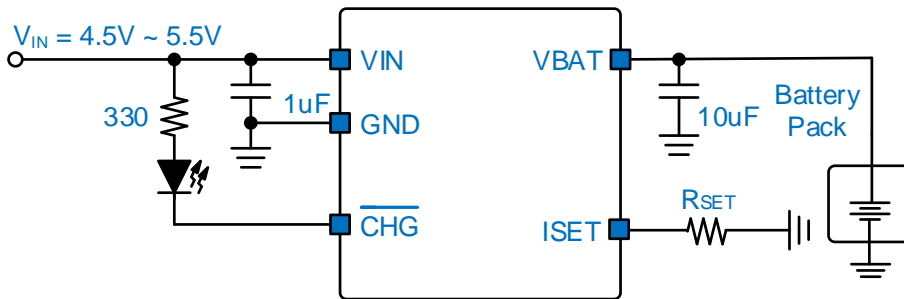 VIN = 4.5V ~ 5.5V
VIN
VBAT
330
1uF
GND
10uF
Battery
Pack
CHG
ISET
RSET